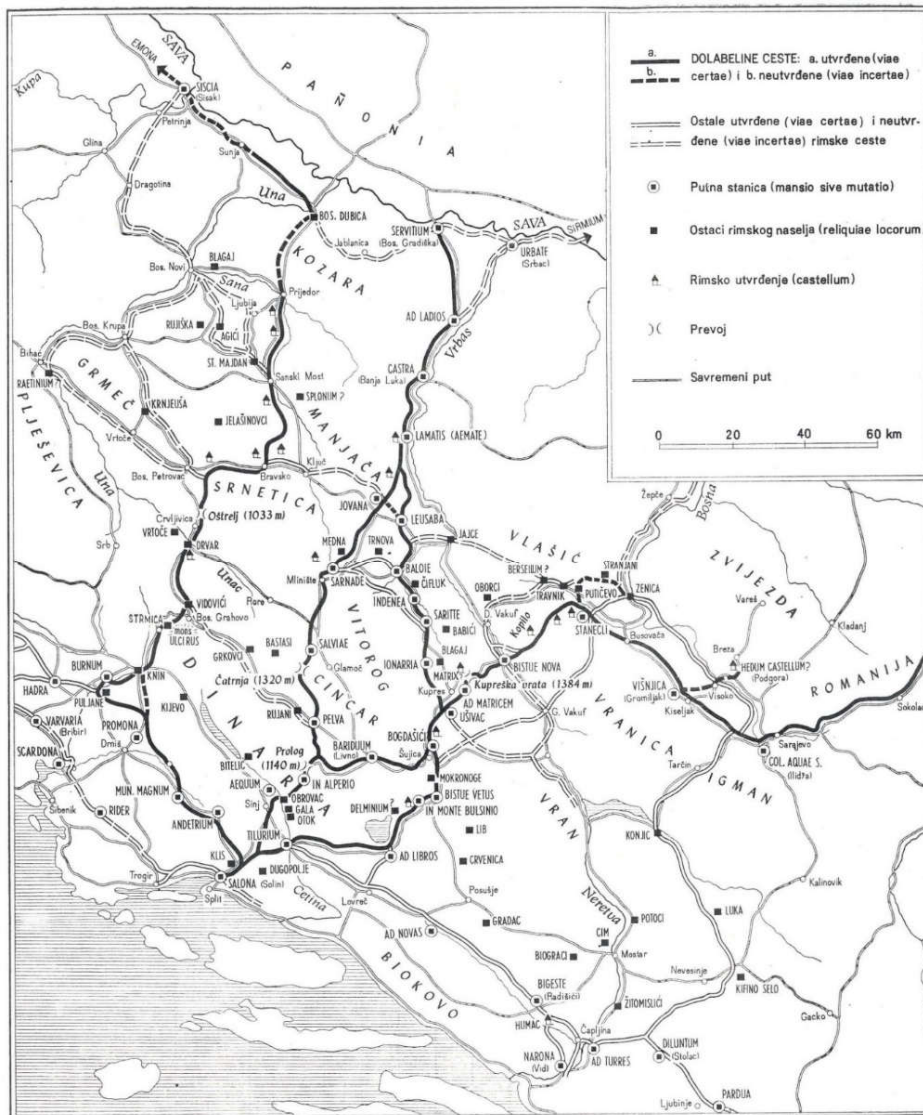 EMONA
SAVA
Kupa
SISCIA
(Sisak)
PAÑONIA
Petrinja
Glina
Sunja
Dragotina
Una
BOS. DUBICA
Jablanica
SERVITIUM
(Bos. Gradiška)
SAVA
SIRMIUM
URBATE
(Srbac)
KOZARA
Bos. Novi
BLAGAJ
Sana
Ljubija
Prijedor
RUJIŠKA
AGIĆI
AD LADIOS
Vrbas
Bos. Krupa
ST. MAJDAN
Sanski Most
Bihać
RAETINIUM?
GRMEČ
CASTRA
(Banja Luka)
SPLONUM?
KRNJEUŠA
JELAŠINOVCI
MANJAČA
PLJEŠEVICA
Vrtoče
LAMATIS (AEMATE)
Una
Bos. Petrovac
Bravsko
Ključ
SRNETICA
JOVANA
LEUSABA
Crvljivica
Oštrelj (1033 m)
VRTOČE
Srb
DRVAR
MEDNA
TRNOVA
JAJCE
VLAŠIĆ
Žepče
Bosna
Mlinište
SARNADE
BALOIE
ČIFLUK
INDENEA
BERSELLUM?
STRANJANI
ZVIJEZDA
Unac
OBORCI
TRAVNIK
PUTIČEVO
ZENICA
Vareš
VIDOVIĆI
SARITTE
D. Vakuf
STRMICA
Bos. Grahovo
MONS
ULCIRUS
BASTASI
GRKOVCI
SALVIAE
VITOROG
BABIĆI
Kopilo
STANECLI
Busovača
Breza
Kladanj
BURNUM
KNIN
DINARA
Glamoč
IONARRIA
BLAGAJ
MATRUĆ
BISTUE NOVA
HEDUM CASTELLUM?
(Podgora)
HADRA
PULJANE
KIJEVO
Čatrnja (1320 m)
CINCAR
Kupres
Kupreška vrata (1384 m)
VIŠNJICA
(Gromiljak)
Visoko
Kiseljak
ROMANIJA
Sokolac
VARVARIA
(Bribir)
PROMONA
RUJANI
PELVA
AD MATRICEM
UŠIVAC
G. Vakuf
VRANICA
SCARDONA
Drniš
Prolog
(1140 m)
BARIDUUM
(Livno)
BOGDAŠIĆI
Šujica
Sarajevo
BITELIĆ
Tarčin
COL. AQUAE S.
(Ilidža)
MUN. MAGNUM
AEQUUM
IN ALPERIO
MOKRONOGE
IGMAN
Šibenik
RIDER
Sinj
OBROVAC
GALA
OTOK
DELMINIUM
BISTUE VETUS
IN MONTE BULSINIO
VRAN
ANDETRIUM
TILURIUM
LIB
KONJIC
KLIS
DUGOPOLJE
AD LIBROS
CRVENICA
Kalinovik
Trogir
SALONA
(Solin)
Split
Cetina
Lovreč
Posušje
Neretva
GRADAC
POTOCI
LUKA
AD NOVAS
CIM
BIOGRACI
Mostar
BIOKOVO
Nevesinje
KIFINO SELO
BIGESTE
(Radišići)
ŽITOMISLIĆI
Gacko
HUMAC
Čapljina
NARONA
(Vid)
AD TURRES
DILUNTUM
(Stolac)
PARDUA
Ljubinje
a.
b.
DOLABELINE CESTE: a. utvrđene (viae
certae) i b. neutvrđene (viae incertae)
Ostale utvrđene (viae certae) i neutvr-
đene (viae incertae) rimske ceste
Putna stanica (mansio sive mutatio)
Ostaci rimskog naselja (reliquiae locorum)
Rimsko utvrđenje (castellum)
Prevoj
Savremeni put
0 20 40 60 km